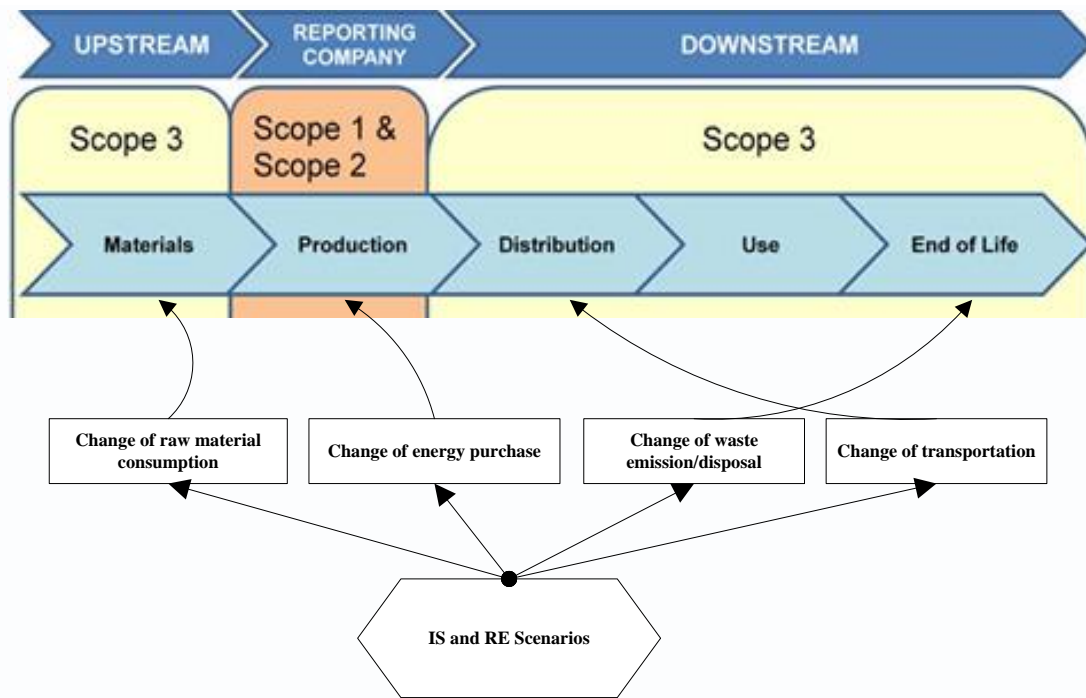 UPSTREAM
REPORTING
COMPANY
DOWNSTREAM
Scope 3
Scope 1 &
Scope 2
Scope 3
Materials
Production
Distribution
Use
End of Life
Change of raw material
consumption
Change of energy purchase
Change of waste
emission/disposal
Change of transportation
IS and RE Scenarios